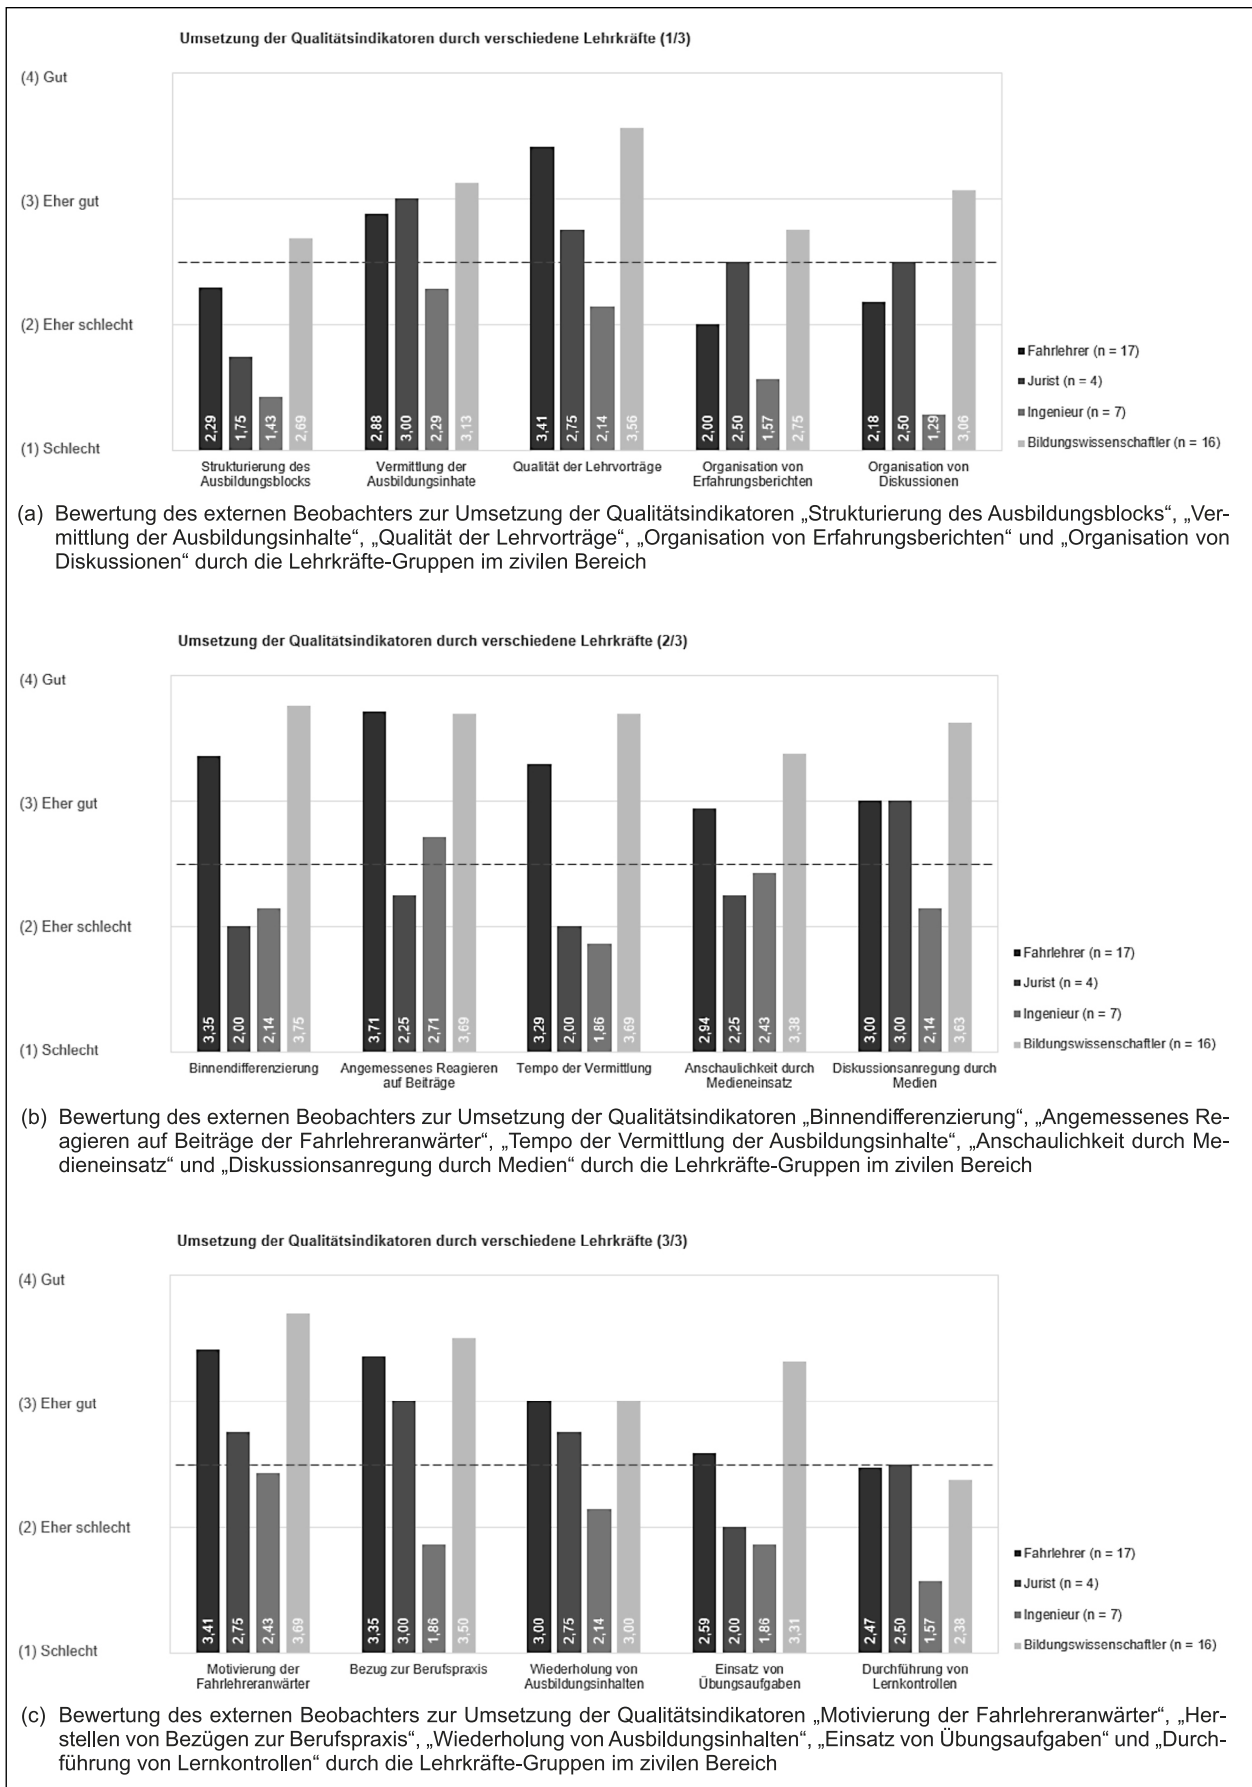 Umsetzung der Qualitätsindikatoren durch verschiedene Lehrkräfte (1/3)
(4) Gut
(3) Eher gut
(2) Eher schlecht
(1) Schlecht
2,29
1,75
1,43
2,69
2,88
3,00
2,29
3,13
3,41
2,75
2,14
3,56
2,00
2,50
1,57
2,75
2,18
2,50
1,29
3,06
Strukturierung des
Ausbildungsblocks
Vermittlung der
Ausbildungsinhate
Qualität der Lehrvorträge
Organisation von
Erfahrungsberichten
Organisation von
Diskussionen
Fahrlehrer (n = 17)
Jurist (n = 4)
Ingenieur (n = 7)
Bildungswissenschaftler (n = 16)
(a) Bewertung des externen Beobachters zur Umsetzung der Qualitätsindikatoren „Strukturierung des Ausbildungsblocks“, „Ver-
mittlung der Ausbildungsinhalte“, „Qualität der Lehrvorträge“, „Organisation von Erfahrungsberichten“ und „Organisation von
Diskussionen“ durch die Lehrkräfte-Gruppen im zivilen Bereich
Umsetzung der Qualitätsindikatoren durch verschiedene Lehrkräfte (2/3)
(4) Gut
(3) Eher gut
(2) Eher schlecht
(1) Schlecht
3,35
2,00
2,14
3,75
3,71
2,25
2,71
3,69
3,29
2,00
1,86
3,69
2,94
2,25
2,43
3,38
3,00
3,00
2,14
3,63
Binnendifferenzierung
Angemessenes Reagieren
auf Beiträge
Tempo der Vermittlung
Anschaulichkeit durch
Medieneinsatz
Diskussionsanregung durch
Medien
Fahrlehrer (n = 17)
Jurist (n = 4)
Ingenieur (n = 7)
Bildungswissenschaftler (n = 16)
(b) Bewertung des externen Beobachters zur Umsetzung der Qualitätsindikatoren „Binnendifferenzierung“, „Angemessenes Re-
agieren auf Beiträge der Fahrlehreranwärter“, „Tempo der Vermittlung der Ausbildungsinhalte“, „Anschaulichkeit durch Me-
dieneinsatz“ und „Diskussionsanregung durch Medien“ durch die Lehrkräfte-Gruppen im zivilen Bereich
Umsetzung der Qualitätsindikatoren durch verschiedene Lehrkräfte (3/3)
(4) Gut
(3) Eher gut
(2) Eher schlecht
(1) Schlecht
3,41
2,75
2,43
3,69
3,35
3,00
1,86
3,50
3,00
2,75
2,14
3,00
2,59
2,00
1,86
3,31
2,47
2,50
1,57
2,38
Motivierung der
Fahrlehreranwärter
Bezug zur Berufspraxis
Wiederholung von
Ausbildungsinhalten
Einsatz von
Übungsaufgaben
Durchführung von
Lernkontrollen
Fahrlehrer (n = 17)
Jurist (n = 4)
Ingenieur (n = 7)
Bildungswissenschaftler (n = 16)
(c) Bewertung des externen Beobachters zur Umsetzung der Qualitätsindikatoren „Motivierung der Fahrlehreranwärter“, „Her-
stellen von Bezügen zur Berufspraxis“, „Wiederholung von Ausbildungsinhalten“, „Einsatz von Übungsaufgaben“ und „Durch-
führung von Lernkontrollen“ durch die Lehrkräfte-Gruppen im zivilen Bereich